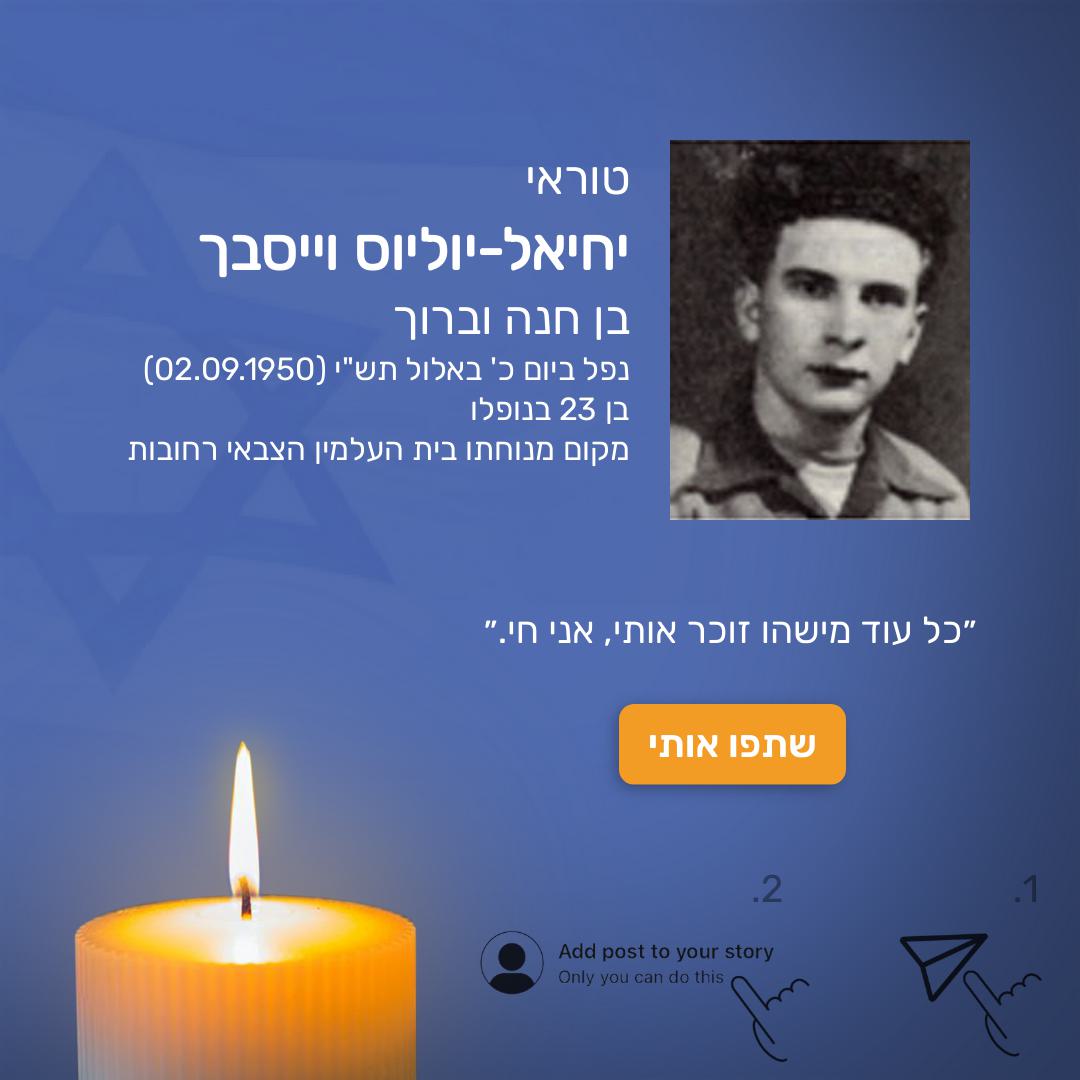 טוראי
יחיאל-יוליוס וייסבך
בן חנה וברוך
נפל ביום כ' באלול תש"י (02.09.1950)
בן 23 בנופלו
מקום מנוחתו בית העלמין הצבאי רחובות
״כל עוד מישהו זוכר אותי, אני חי.״
שתפו אותי
.1
.2
Add post to your story
Only you can do this